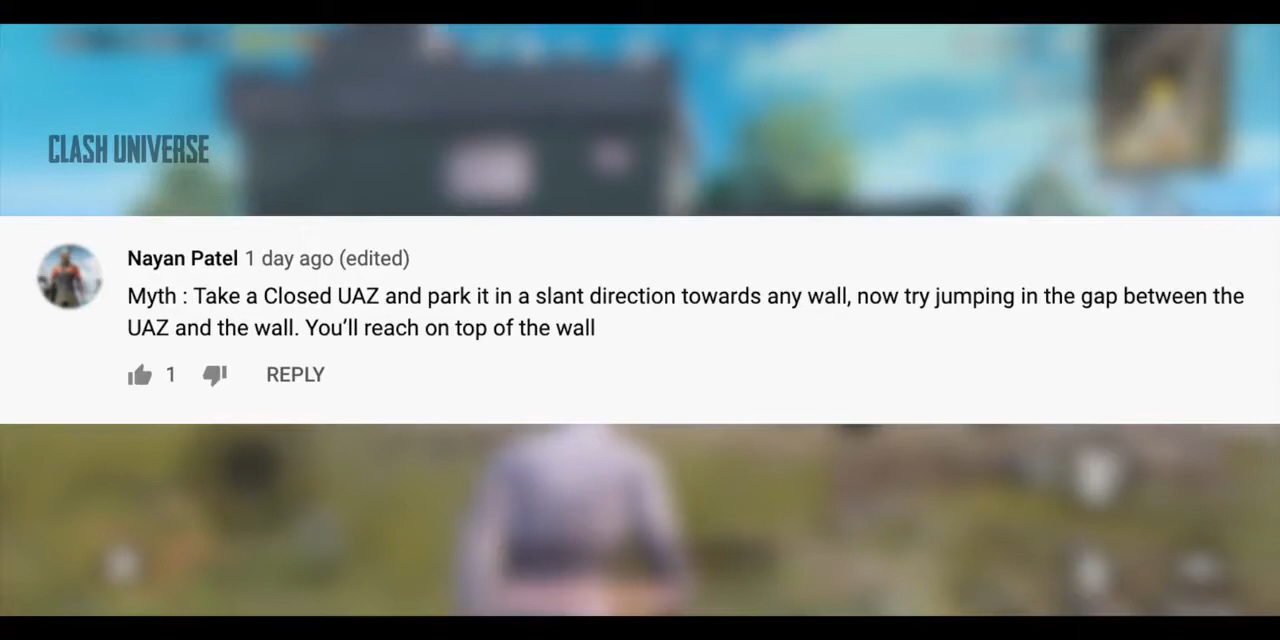 CLASH UNIVERSE
Nayan Patel 1 day ago (edited)
Myth : Take a Closed UAZ and park it in a slant direction towards any wall, now try jumping in the gap between the
UAZ and the wall. You’ll reach on top of the wall
1 REPLY